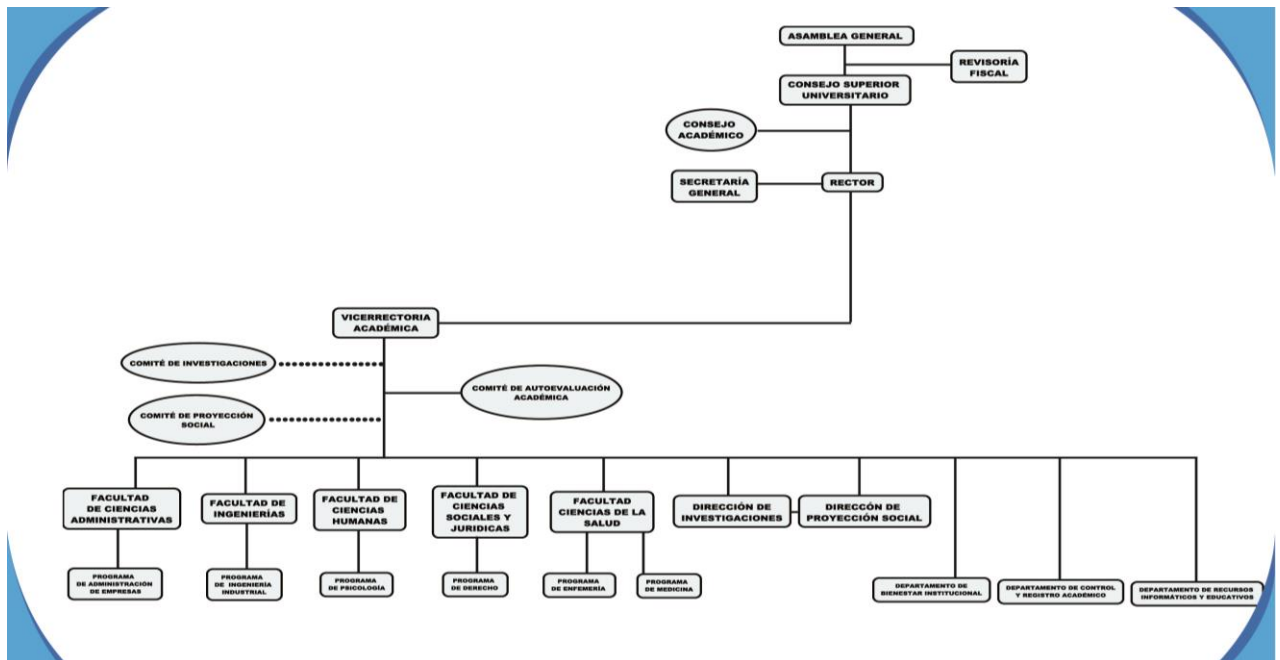 ASAMBLEA GENERAL
REVISORÍA
FISCAL
CONSEJO SUPERIOR
UNIVERSITARIO
CONSEJO
ACADÉMICO
SECRETARÍA
GENERAL
RECTOR
VICERRECTORIA
ACADÉMICA
COMITÉ DE INVESTIGACIONES
COMITÉ DE AUTOEVALUACIÓN
ACADÉMICA
COMITÉ DE PROYECCIÓN
SOCIAL
FACULTAD
DE CIENCIAS
ADMINISTRATIVAS
FACULTAD DE
INGENIERÍAS
FACULTAD DE
CIENCIAS
HUMANAS
FACULTAD DE
CIENCIAS
SOCIALES Y
JURIDICAS
FACULTAD
CIENCIAS DE LA
SALUD
DIRECCIÓN DE
INVESTIGACIONES
DIRECCÓN DE
PROYECCIÓN SOCIAL
PROGRAMA
DE ADMINISTRACIÓN
DE EMPRESAS
PROGRAMA
DE INGENIERÍA
INDUSTRIAL
PROGRAMA
DE PSICOLOGÍA
PROGRAMA
DE DERECHO
PROGRAMA
DE ENFEMERÍA
PROGRAMA
DE MEDICINA
DEPARTAMENTO DE
BIENESTAR INSTITUCIONAL
DEPARTAMENTO DE CONTROL
Y REGISTRO ACADÉMICO
DEPARTAMENTO DE RECURSOS
INFORMÁTICOS Y EDUCATIVOS